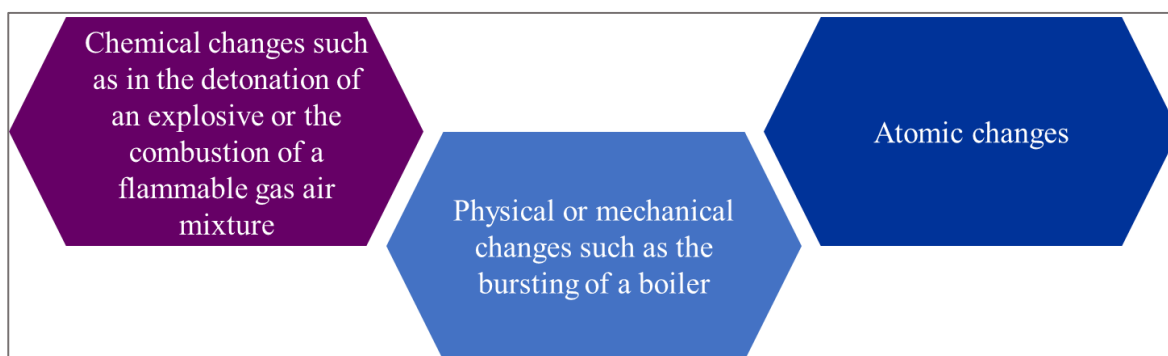 Chemical changes such
as in the detonation of
an explosive or the
combustion of a
flammable gas air
mixture
Physical or mechanical
changes such as the
bursting of a boiler
Atomic changes